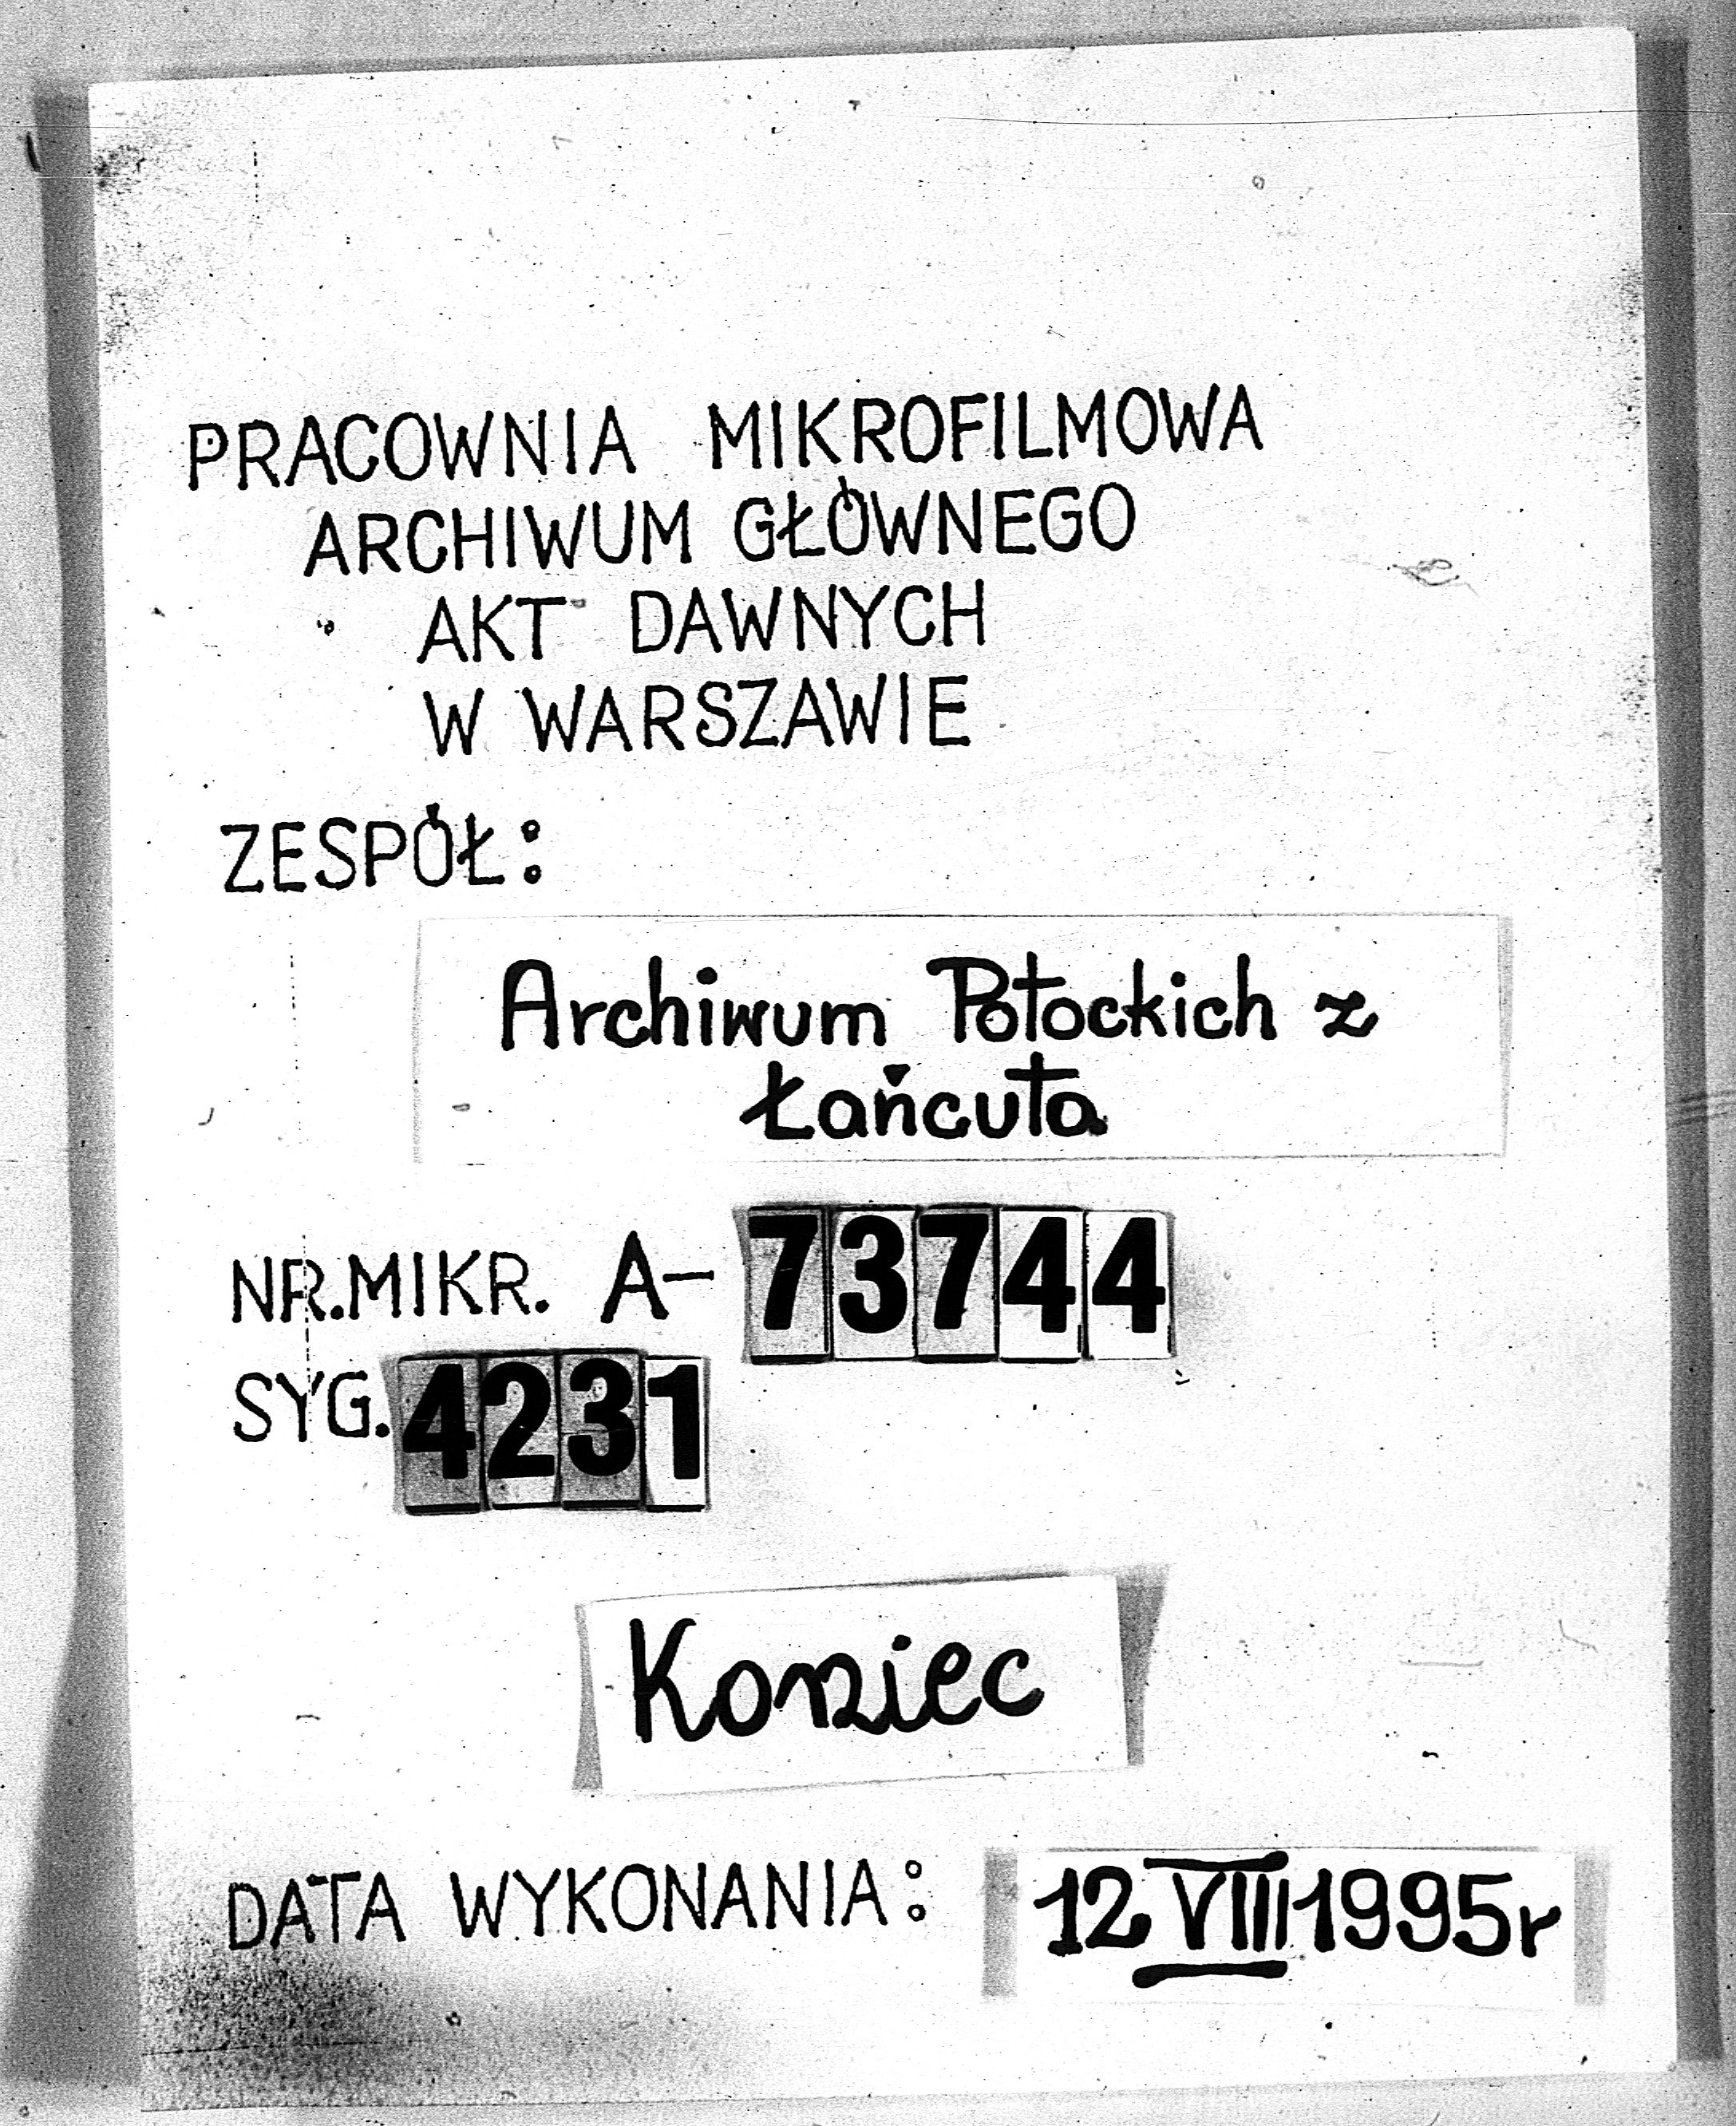 PRACOWNIA MIKROFILMOWA
ARCHIWUM GŁÓWNEGO
AKT DAWNYCH
W WARSZAWIE
ZESPÓŁ:
Archiwum Potockich z
Łańcuta
NR.MIKR. A-73744
SYG. 4231
Koniec
DATA WYKONANIA: 12 VIII 1995r